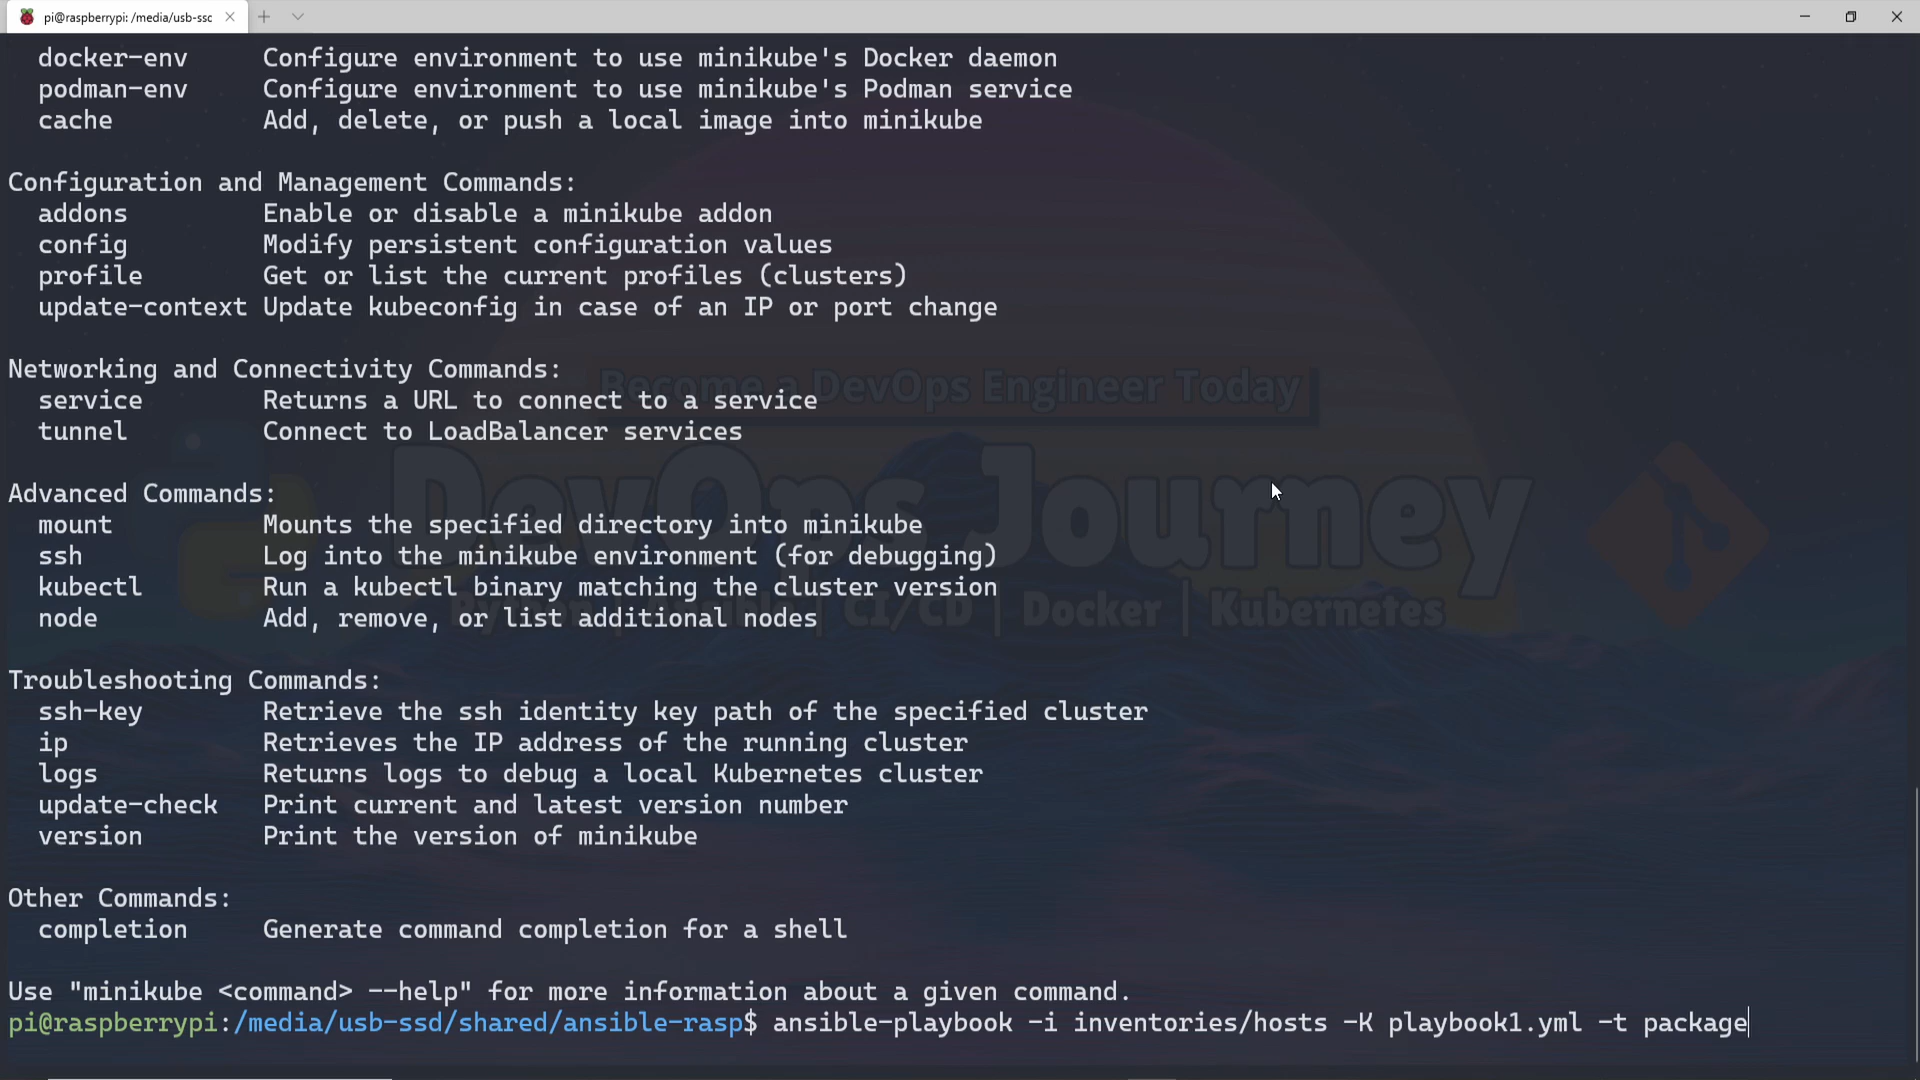 pi@raspberrypi: /media/usb-ssc
docker-env Configure environment to use minikube's Docker daemon
podman-env Configure environment to use minikube's Podman service
cache Add, delete, or push a local image into minikube
Configuration and Management Commands:
addons Enable or disable a minikube addon
config Modify persistent configuration values
profile Get or list the current profiles (clusters)
update-context Update kubeconfig in case of an IP or port change
Networking and Connectivity Commands:
Become a DevOps Engineer Today
service Returns a URL to connect to a service
tunnel Connect to LoadBalancer services
Advanced Commands:
DevOps Journey
mount Mounts the specified directory into minikube
ssh Log into the minikube environment (for debugging)
kubectl Run a kubectl binary matching the cluster version
Python | Ansible | CI/CD | Docker | Kubernetes
node Add, remove, or list additional nodes
Troubleshooting Commands:
ssh-key Retrieve the ssh identity key path of the specified cluster
ip Retrieves the IP address of the running cluster
logs Returns logs to debug a local Kubernetes cluster
update-check Print current and latest version number
version Print the version of minikube
Other Commands:
completion Generate command completion for a shell
Use "minikube <command> --help" for more information about a given command.
pi@raspberrypi:/media/usb-ssd/shared/ansible-rasp$ ansible-playbook -i inventories/hosts -K playbook1.yml -t package